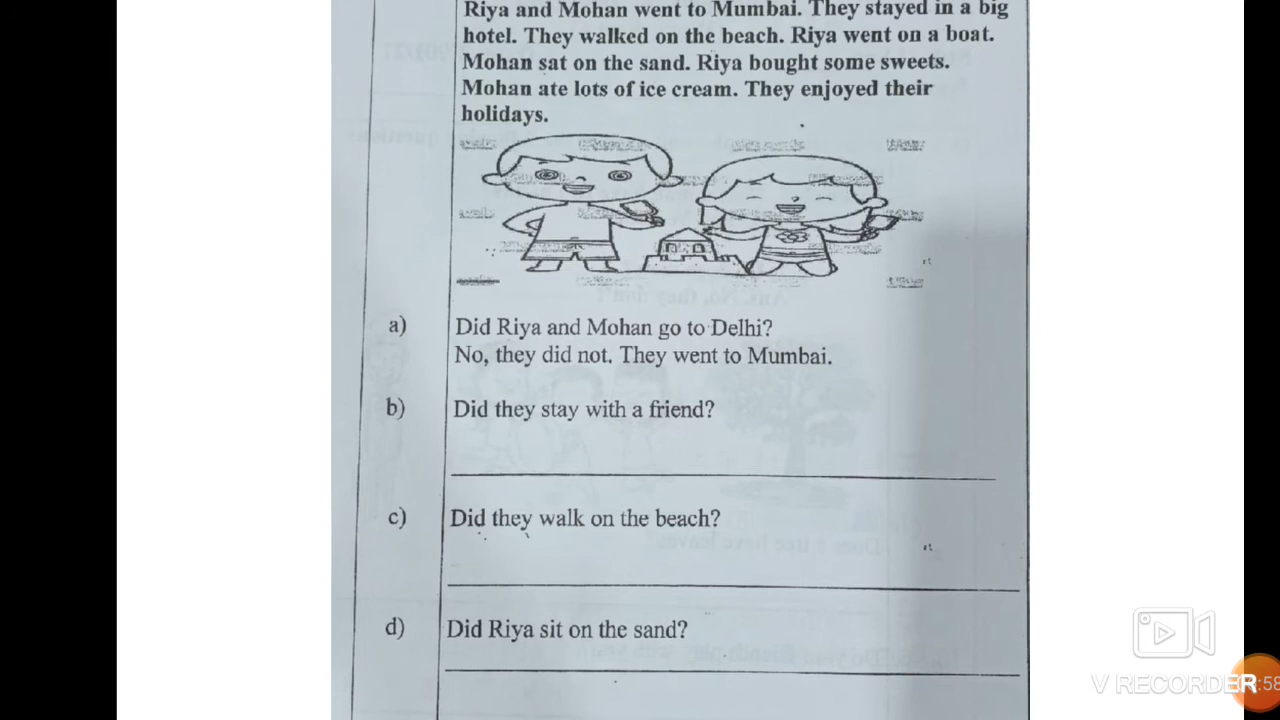 Riya and Mohan went to Mumbai. They stayed in a big
hotel. They walked on the beach. Riya went on a boat.
Mohan sat on the sand. Riya bought some sweets.
Mohan ate lots of ice cream. They enjoyed their
holidays.
a) Did Riya and Mohan go to Delhi?
No, they did not. They went to Mumbai.
b) Did they stay with a friend?
c) Did they walk on the beach?
d) Did Riya sit on the sand?
V RECORDER
:58